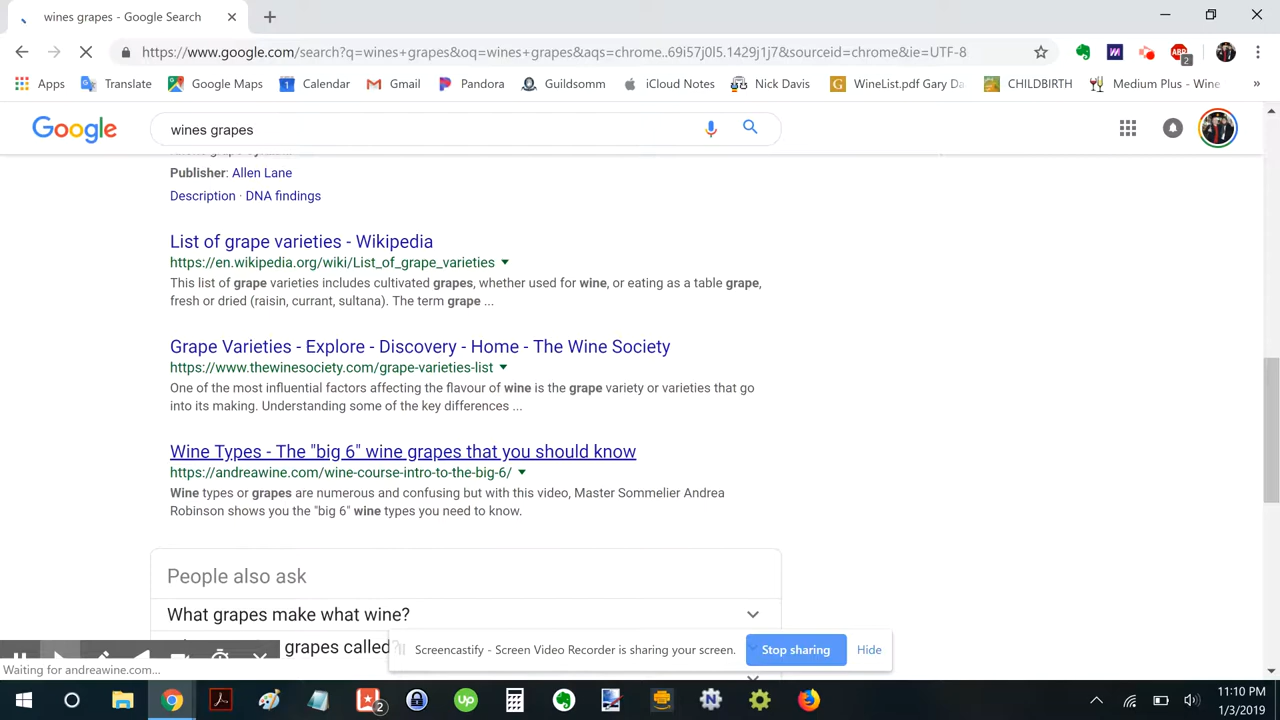 wines grapes - Google Search
https://www.google.com/search?q=wines+grapes&oq=wines+grapes&aqs=chrome..69i57j0l5.1429j1j7&sourceid=chrome&ie=UTF-8
ABP
2
Apps Translate Google Maps Calendar Gmail Pandora Guildsomm iCloud Notes Nick Davis WineList.pdf Gary Da CHILDBIRTH Medium Plus - Wine »
Google
wines grapes
Publisher: Allen Lane
Description · DNA findings
List of grape varieties - Wikipedia
https://en.wikipedia.org/wiki/List_of_grape_varieties
This list of grape varieties includes cultivated grapes, whether used for wine, or eating as a table grape,
fresh or dried (raisin, currant, sultana). The term grape ...
Grape Varieties - Explore - Discovery - Home - The Wine Society
https://www.thewinesociety.com/grape-varieties-list
One of the most influential factors affecting the flavour of wine is the grape variety or varieties that go
into its making. Understanding some of the key differences ...
Wine Types - The "big 6" wine grapes that you should know
https://andreawine.com/wine-course-intro-to-the-big-6/
Wine types or grapes are numerous and confusing but with this video, Master Sommelier Andrea
Robinson shows you the "big 6" wine types you need to know.
People also ask
What grapes make what wine?
grapes called?
Screencastify - Screen Video Recorder is sharing your screen. Stop sharing Hide
Waiting for andreawine.com...
2
Up
11:10 PM
1/3/2019